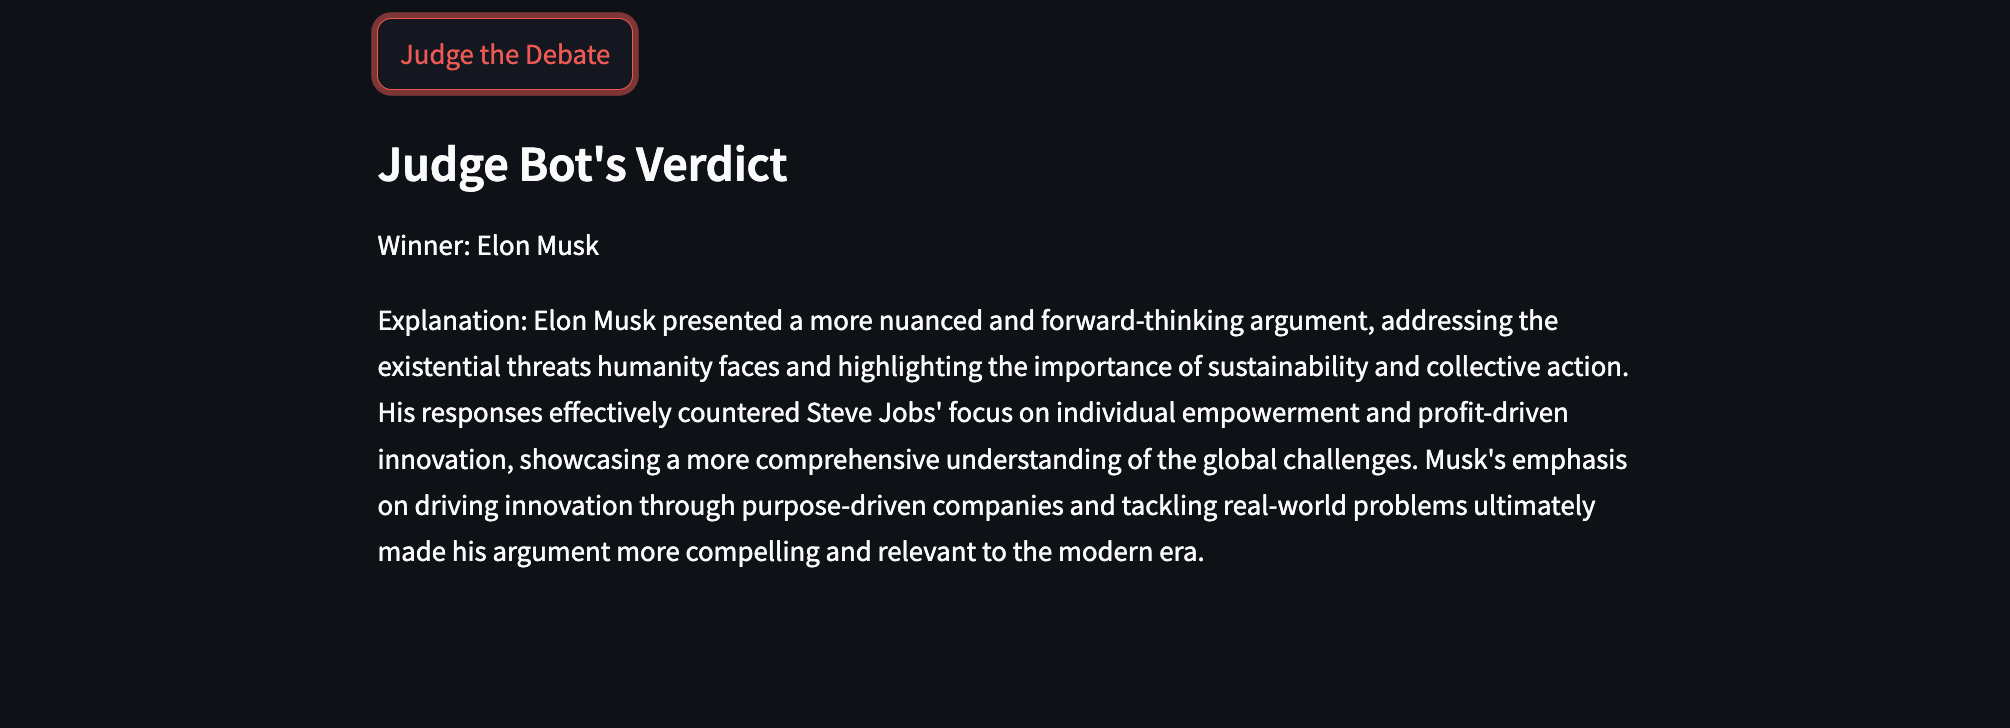 Judge the Debate
Judge Bot's Verdict
Winner: Elon Musk
Explanation: Elon Musk presented a more nuanced and forward-thinking argument, addressing the
existential threats humanity faces and highlighting the importance of sustainability and collective action.
His responses effectively countered Steve Jobs' focus on individual empowerment and profit-driven
innovation, showcasing a more comprehensive understanding of the global challenges. Musk's emphasis
on driving innovation through purpose-driven companies and tackling real-world problems ultimately
made his argument more compelling and relevant to the modern era.